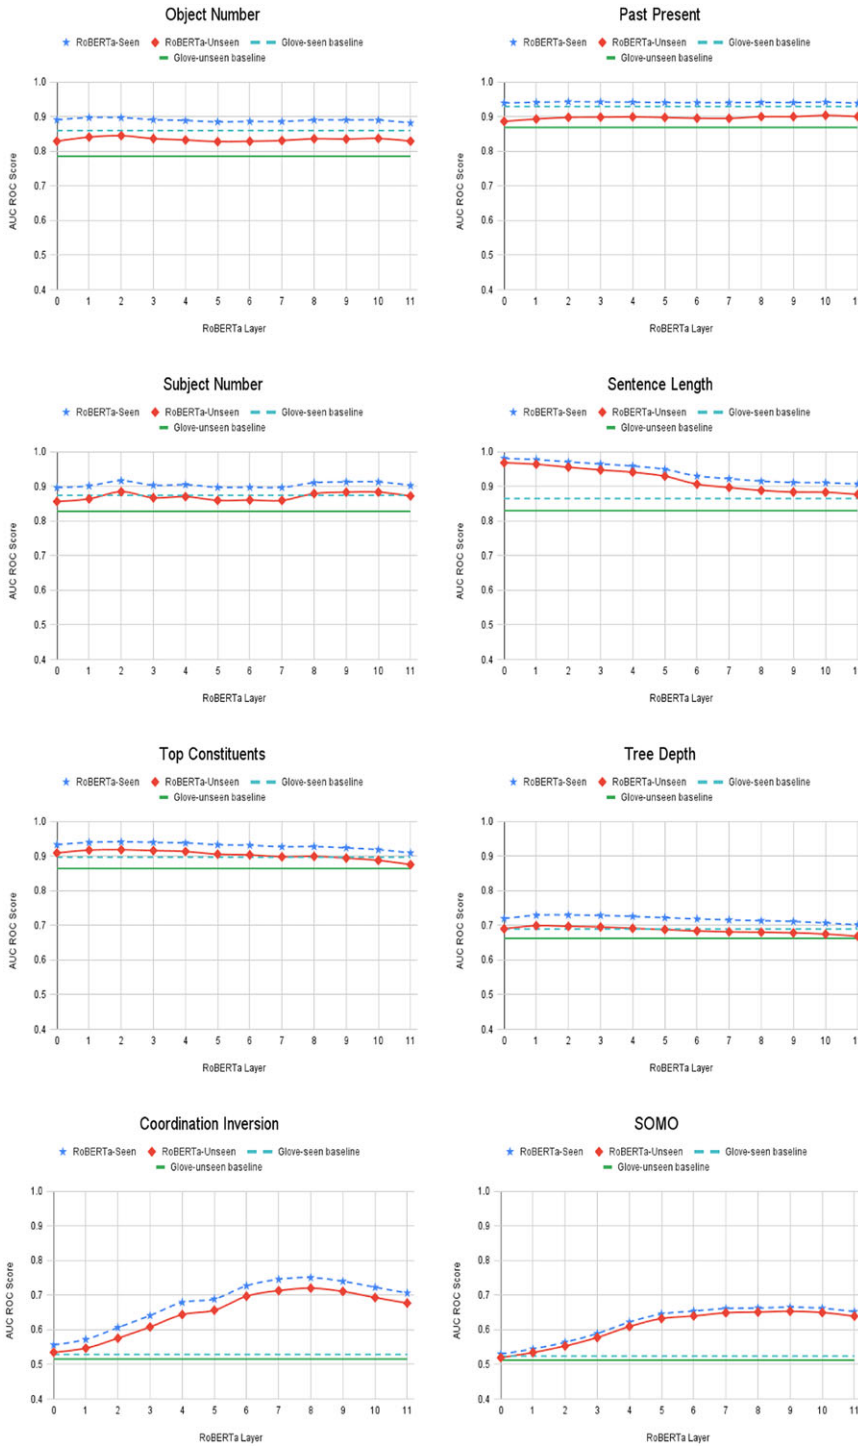 Object Number
RoBERTa-Seen RoBERTa-Unseen Glove-seen baseline
Glove-unseen baseline
1.0
0.9
0.8
0.7
0.6
0.5
0.4
AUC ROC Score
0 1 2 3 4 5 6 7 8 9 10 11
RoBERTa Layer
Past Present
RoBERTa-Seen RoBERTa-Unseen Glove-seen baseline
Glove-unseen baseline
1.0
0.9
0.8
0.7
0.6
0.5
0.4
AUC ROC Score
0 1 2 3 4 5 6 7 8 9 10 1
RoBERTa Layer
Subject Number
RoBERTa-Seen RoBERTa-Unseen Glove-seen baseline
Glove-unseen baseline
1.0
0.9
0.8
0.7
0.6
0.5
0.4
AUC ROC Score
0 1 2 3 4 5 6 7 8 9 10 11
RoBERTa Layer
Sentence Length
RoBERTa-Seen RoBERTa-Unseen Glove-seen baseline
Glove-unseen baseline
1.0
0.9
0.8
0.7
0.6
0.5
0.4
AUC ROC Score
0 1 2 3 4 5 6 7 8 9 10 1
RoBERTa Layer
Top Constituents
RoBERTa-Seen RoBERTa-Unseen Glove-seen baseline
Glove-unseen baseline
1.0
0.9
0.8
0.7
0.6
0.5
0.4
AUC ROC Score
0 1 2 3 4 5 6 7 8 9 10 11
RoBERTa Layer
Tree Depth
RoBERTa-Seen RoBERTa-Unseen Glove-seen baseline
Glove-unseen baseline
1.0
0.9
0.8
0.7
0.6
0.5
0.4
AUC ROC Score
0 1 2 3 4 5 6 7 8 9 10 1
RoBERTa Layer
Coordination Inversion
RoBERTa-Seen RoBERTa-Unseen Glove-seen baseline
Glove-unseen baseline
1.0
0.9
0.8
0.7
0.6
0.5
0.4
AUC ROC Score
0 1 2 3 4 5 6 7 8 9 10 11
RoBERTa Layer
SOMO
RoBERTa-Seen RoBERTa-Unseen Glove-seen baseline
Glove-unseen baseline
1.0
0.9
0.8
0.7
0.6
0.5
0.4
AUC ROC Score
0 1 2 3 4 5 6 7 8 9 10 11
RoBERTa Layer